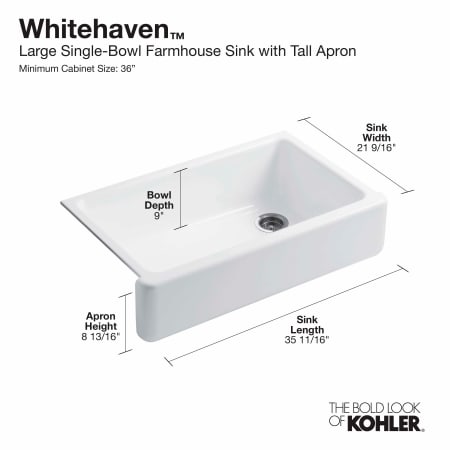 Whitehaven™
Large Single-Bowl Farmhouse Sink with Tall Apron
Minimum Cabinet Size: 36”
Sink
Width
21 9/16"
Bowl
Depth
9"
Apron
Height
8 13/16"
Sink
Length
35 11/16"
THE BOLD LOOK
OF KOHLER.